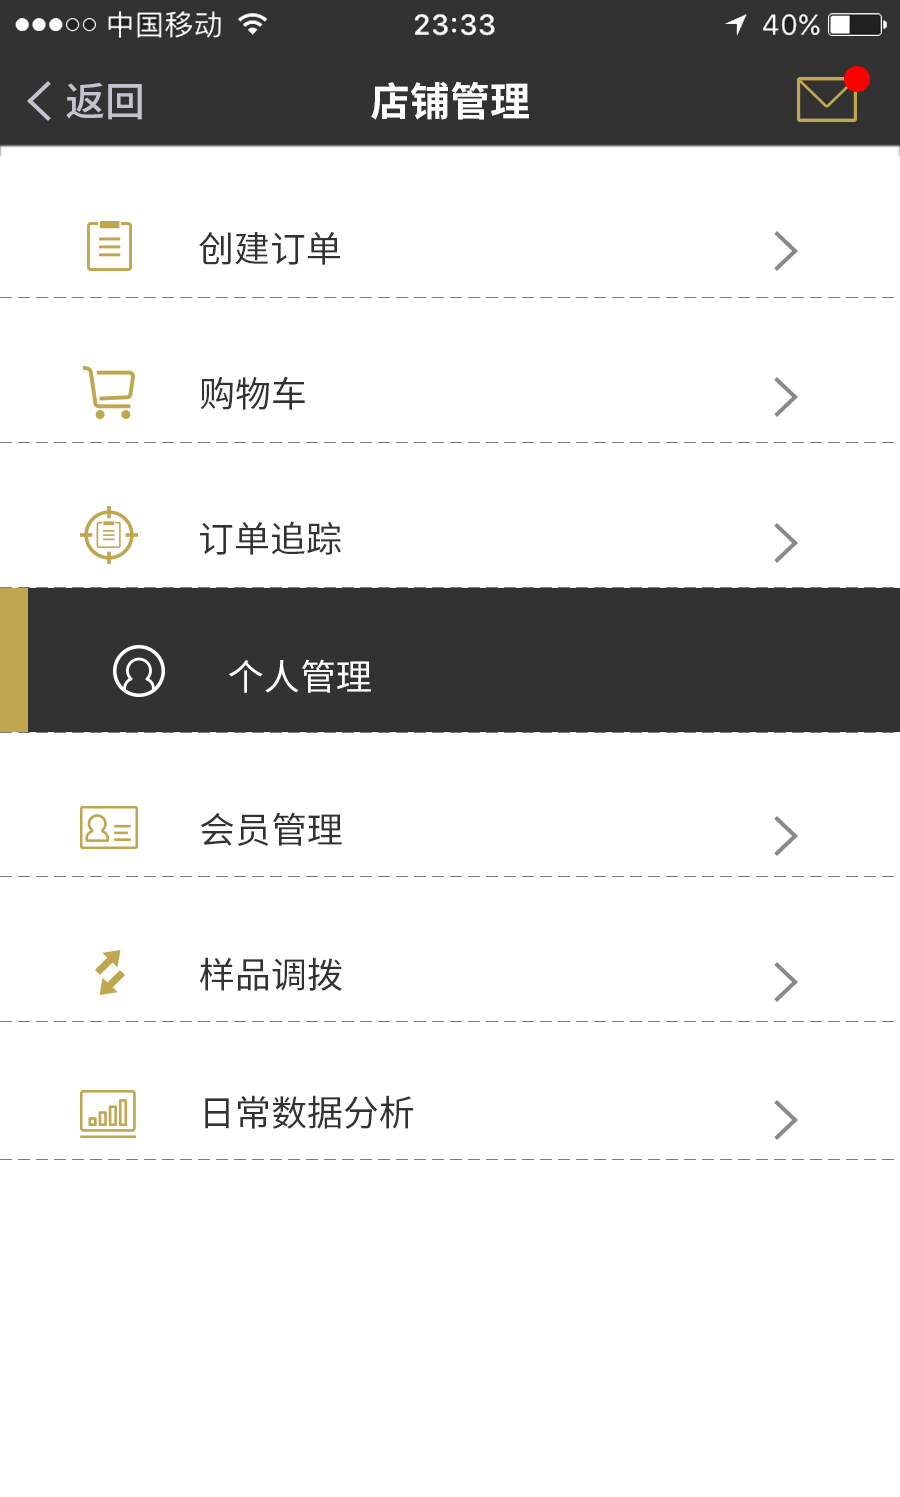 中国移动 23:33 40%
返回 店铺管理
创建订单
购物车
订单追踪
个人管理
会员管理
样品调拨
日常数据分析